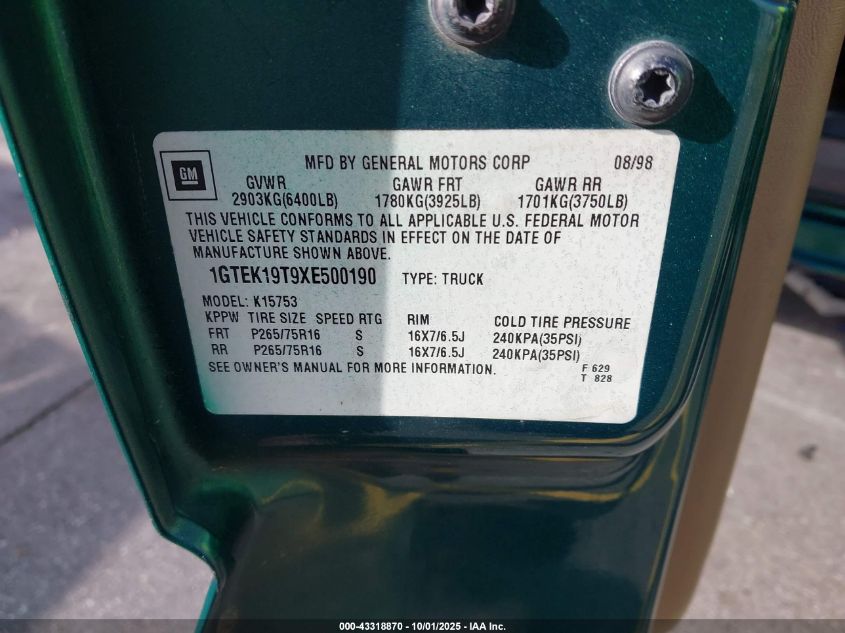 GM
MFD BY GENERAL MOTORS CORP 08/98
GVWR GAWR FRT GAWR RR
2903KG(6400LB) 1780KG(3925LB) 1701KG(3750LB)
THIS VEHICLE CONFORMS TO ALL APPLICABLE U.S. FEDERAL MOTOR
VEHICLE SAFETY STANDARDS IN EFFECT ON THE DATE OF
MANUFACTURE SHOWN ABOVE.
1GTEK19T9XE500190 TYPE: TRUCK
MODEL: K15753
KPPW TIRE SIZE SPEED RTG RIM COLD TIRE PRESSURE
FRT P265/75R16 S 16X7/6.5J 240KPA(35PSI)
RR P265/75R16 S 16X7/6.5J 240KPA(35PSI)
SEE OWNER'S MANUAL FOR MORE INFORMATION. F 629
T 828
000-43318870 - 10/01/2025 - IAA Inc.